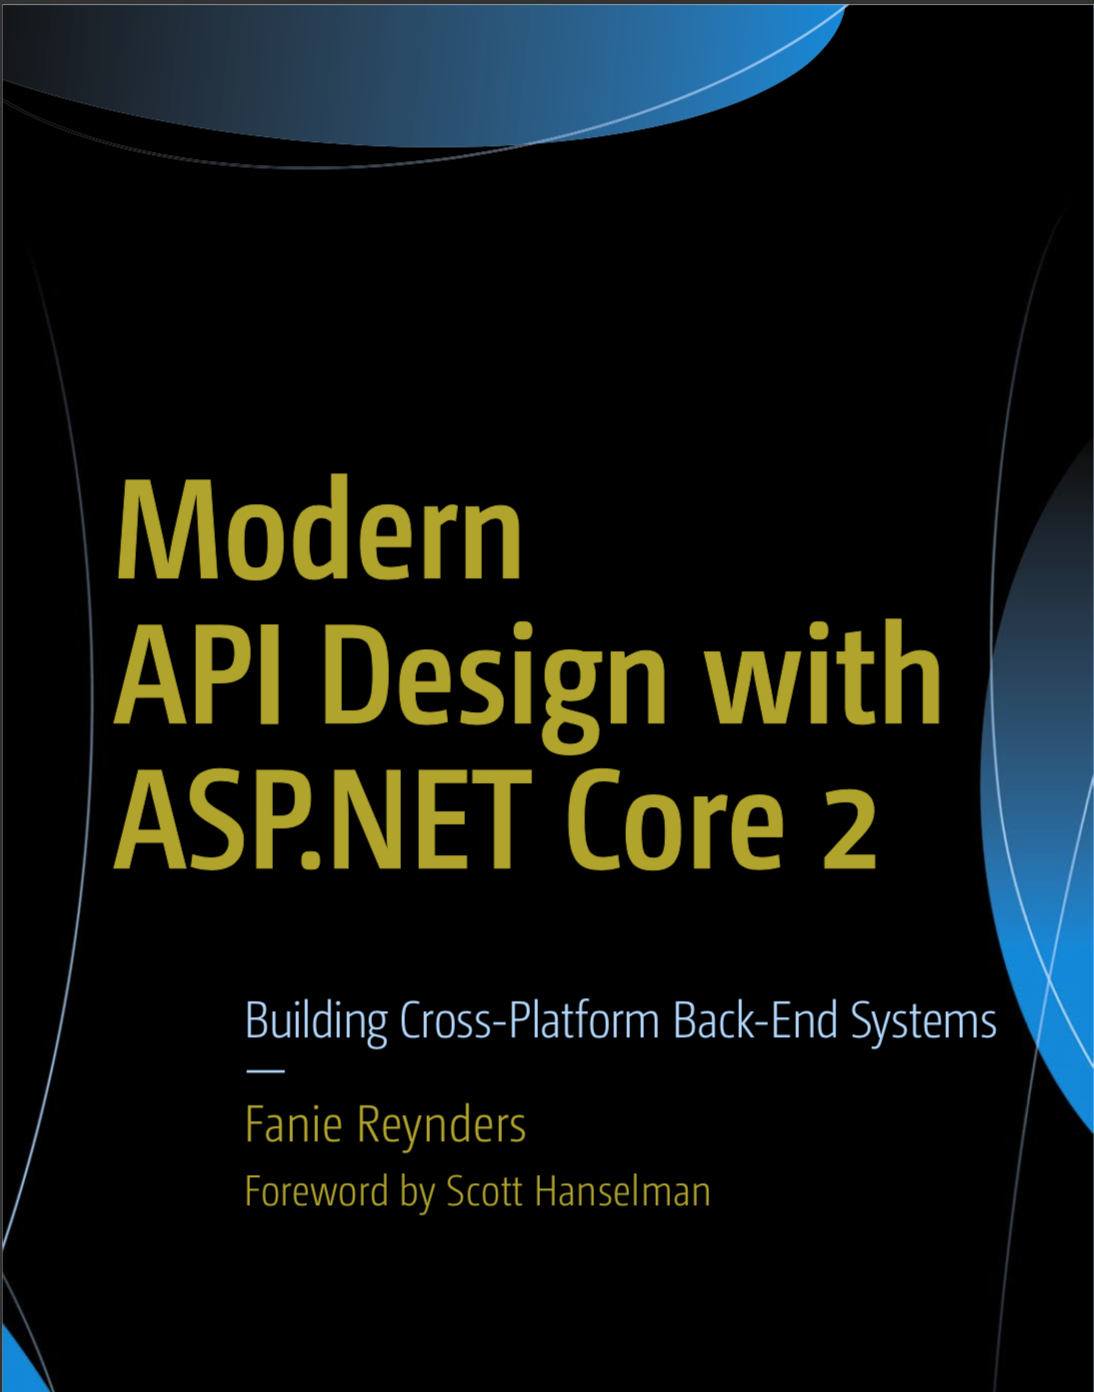 Modern
API Design with
ASP.NET Core 2
Building Cross-Platform Back-End Systems
—
Fanie Reynders
Foreword by Scott Hanselman